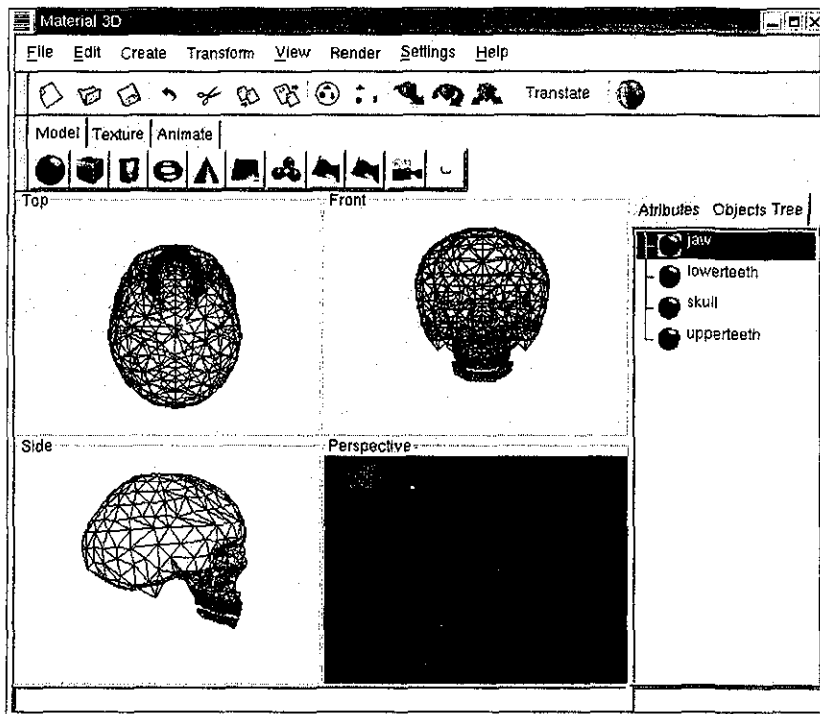 Material 3D
File Edit Create Transform View Render Settings Help
Translate
Model Texture Animate
Top
Front
Atributes Objects Tree
jaw
lowerteeth
skull
upperteeth
Side
Perspective